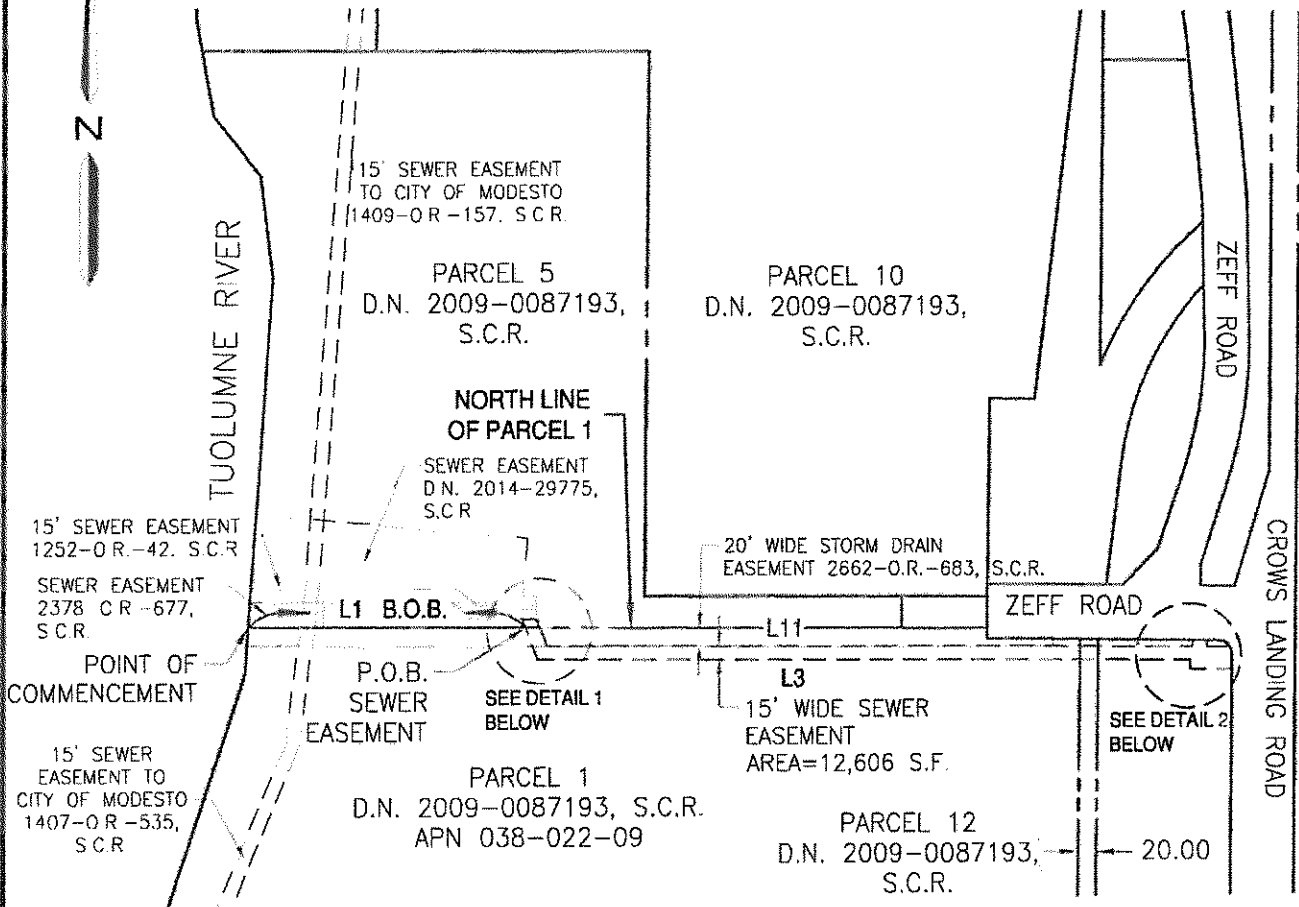 N
15' SEWER EASEMENT
TO CITY OF MODESTO
1409-O R -157. S C R.
TUOLUMNE RIVER
PARCEL 5
D.N. 2009-0087193,
S.C.R.
PARCEL 10
D.N. 2009-0087193,
S.C.R.
ZEFF ROAD
NORTH LINE
OF PARCEL 1
SEWER EASEMENT
D N. 2014-29775,
S.C R
15' SEWER EASEMENT
1252-O R.-42. S.C.R
SEWER EASEMENT
2378 C R -677,
S C.R.
L1 B.O.B.
20' WIDE STORM DRAIN
EASEMENT 2662-O.R.-683, S.C.R.
ZEFF ROAD
L11
POINT OF
COMMENCEMENT
P.O.B.
SEWER
EASEMENT
SEE DETAIL 1
BELOW
L3
15' WIDE SEWER
EASEMENT
AREA=12,606 S.F.
SEE DETAIL 2
BELOW
CROWS LANDING ROAD
15' SEWER
EASEMENT TO
CITY OF MODESTO
1407-O R -535,
S C.R
PARCEL 1
D.N. 2009-0087193, S.C.R.
APN 038-022-09
PARCEL 12
D.N. 2009-0087193,
S.C.R.
20.00